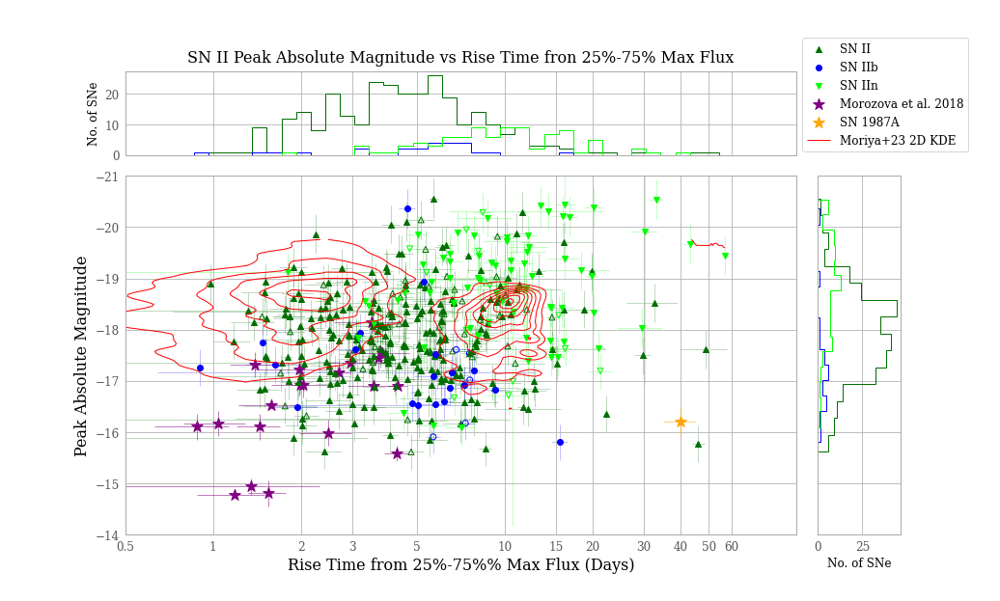 SN II Peak Absolute Magnitude vs Rise Time fron 25%-75% Max Flux
SN II
SN IIb
SN IIn
Morozova et al. 2018
SN 1987A
Moriya+23 2D KDE
No. of SNe
20
10
0
Peak Absolute Magnitude
−21
−20
−19
−18
−17
−16
−15
−14
0.5 1 2 3 5 10 15 20 30 40 50 60
Rise Time from 25%-75%% Max Flux (Days)
0 25
No. of SNe